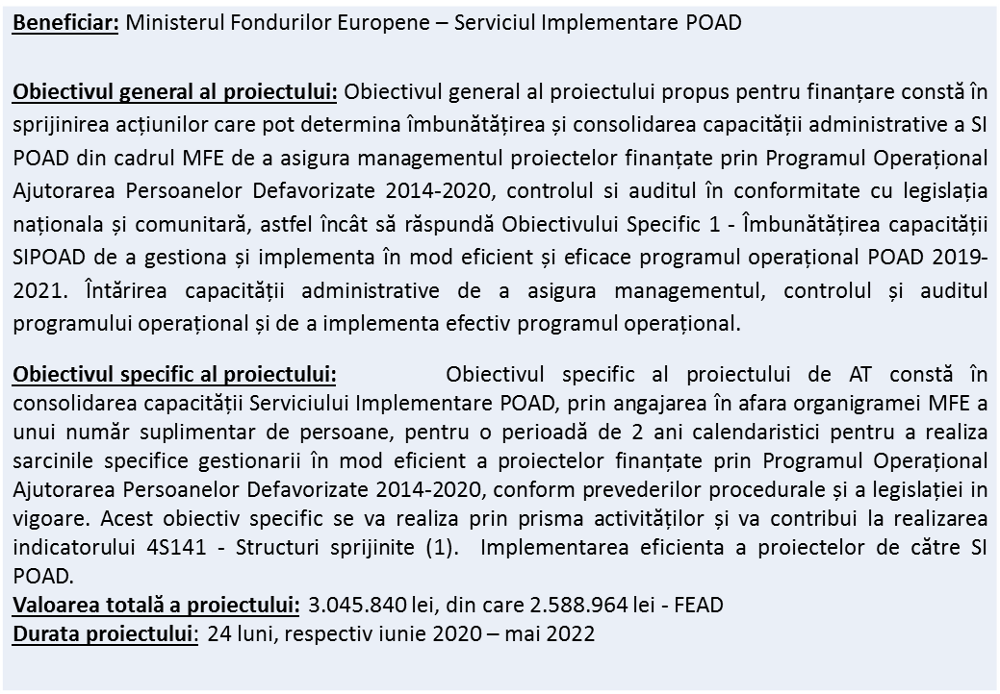 Beneficiar: Ministerul Fondurilor Europene – Serviciul Implementare POAD
Obiectivul general al proiectului: Obiectivul general al proiectului propus pentru finanțare constă în
sprijinirea acțiunilor care pot determina îmbunătățirea și consolidarea capacității administrative a SI
POAD din cadrul MFE de a asigura managementul proiectelor finanțate prin Programul Operațional
Ajutorarea Persoanelor Defavorizate 2014-2020, controlul si auditul în conformitate cu legislația
naționala și comunitară, astfel încât să răspundă Obiectivului Specific 1 - Îmbunătățirea capacității
SIPOAD de a gestiona și implementa în mod eficient și eficace programul operațional POAD 2019-
2021. Întărirea capacității administrative de a asigura managementul, controlul și auditul
programului operațional și de a implementa efectiv programul operațional.
Obiectivul specific al proiectului: Obiectivul specific al proiectului de AT constă în
consolidarea capacității Serviciului Implementare POAD, prin angajarea în afara organigramei MFE a
unui număr suplimentar de persoane, pentru o perioadă de 2 ani calendaristici pentru a realiza
sarcinile specifice gestionarii în mod eficient a proiectelor finanțate prin Programul Operațional
Ajutorarea Persoanelor Defavorizate 2014-2020, conform prevederilor procedurale și a legislației in
vigoare. Acest obiectiv specific se va realiza prin prisma activităților și va contribui la realizarea
indicatorului 4S141 - Structuri sprijinite (1). Implementarea eficienta a proiectelor de către SI
POAD.
Valoarea totală a proiectului: 3.045.840 lei, din care 2.588.964 lei - FEAD
Durata proiectului: 24 luni, respectiv iunie 2020 – mai 2022